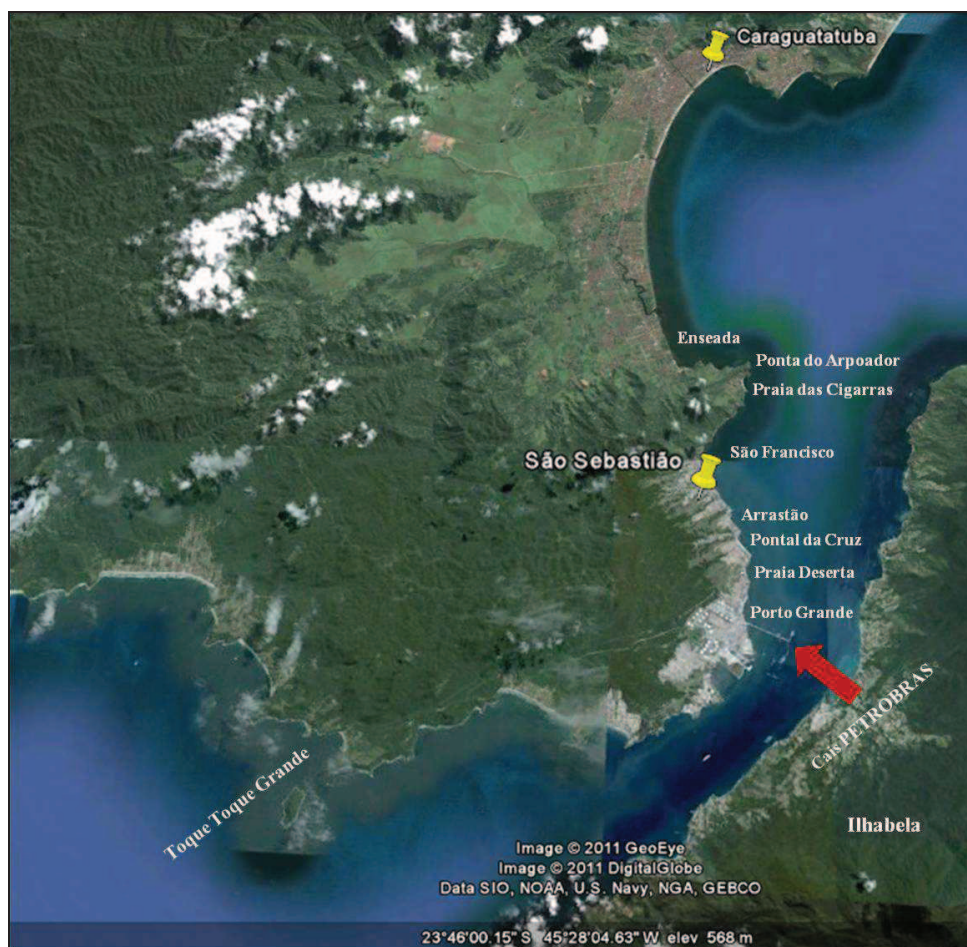 Caraguatatuba
Enseada
Ponta do Arpoador
Praia das Cigarras
São Francisco
São Sebastião
Arrastão
Pontal da Cruz
Praia Deserta
Porto Grande
Cais PETROBRAS
Toque Toque Grande
Ilhabela
Image © 2011 GeoEye
Image © 2011 DigitalGlobe
Data SIO, NOAA, U.S. Navy, NGA, GEBCO
23°46'00.15" S 45°28'04.63" W elev 568 m